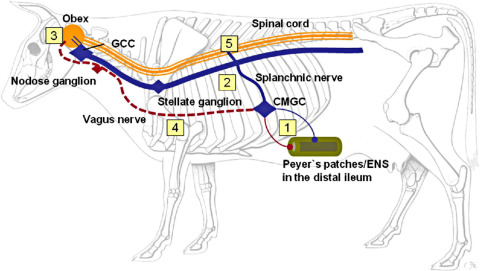 Obex
Spinal cord
3
GCC
5
Nodose ganglion
2
Splanchnic nerve
Stellate ganglion
CMGC
Vagus nerve
4
1
Peyer`s patches/ENS
in the distal ileum